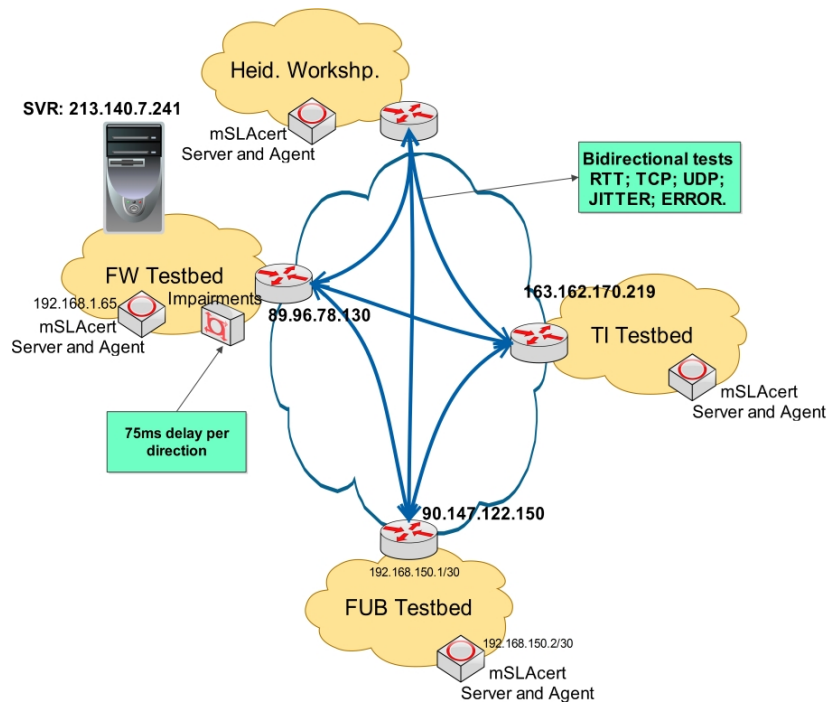 Heid. Workshp.
SVR: 213.140.7.241
mSLAcert
Server and Agent
Bidirectional tests
RTT; TCP; UDP;
JITTER; ERROR.
FW Testbed
192.168.1.65
Impairments
mSLAcert
Server and Agent
89.96.78.130
163.162.170.219
TI Testbed
mSLAcert
Server and Agent
75ms delay per
direction
90.147.122.150
192.168.150.1/30
FUB Testbed
192.168.150.2/30
mSLAcert
Server and Agent